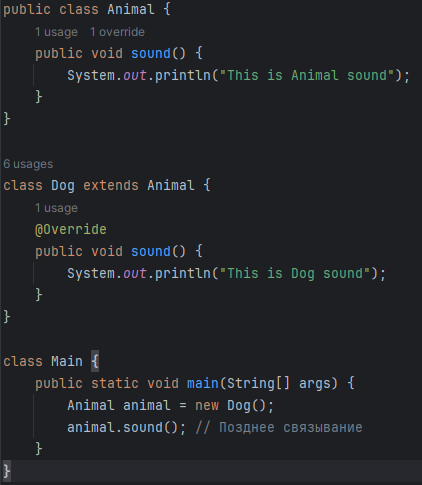 public class Animal {
1 usage   1 override
    public void sound() {
        System.out.println("This is Animal sound");
    }
}
6 usages
class Dog extends Animal {
    1 usage
    @Override
    public void sound() {
        System.out.println("This is Dog sound");
    }
}
class Main {
    public static void main(String[] args) {
        Animal animal = new Dog();
        animal.sound(); // Позднее связывание
    }
}